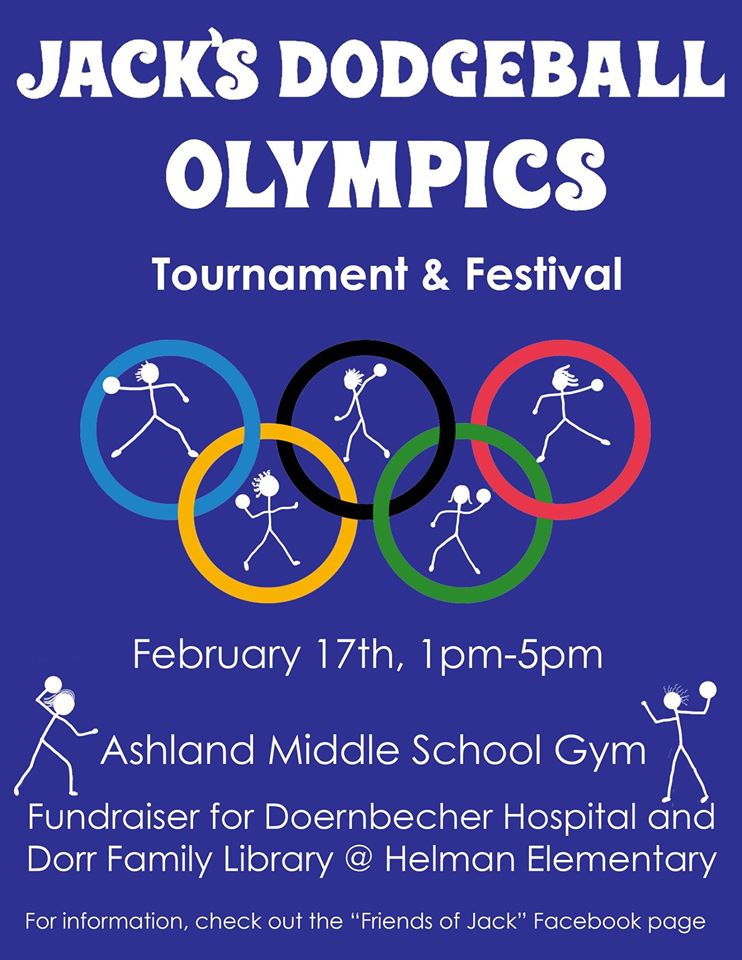 JACK'S DODGEBALL
OLYMPICS
Tournament & Festival
February 17th, 1pm-5pm
Ashland Middle School Gym
Fundraiser for Doernbecher Hospital and
Dorr Family Library @ Helman Elementary
For information, check out the “Friends of Jack” Facebook page